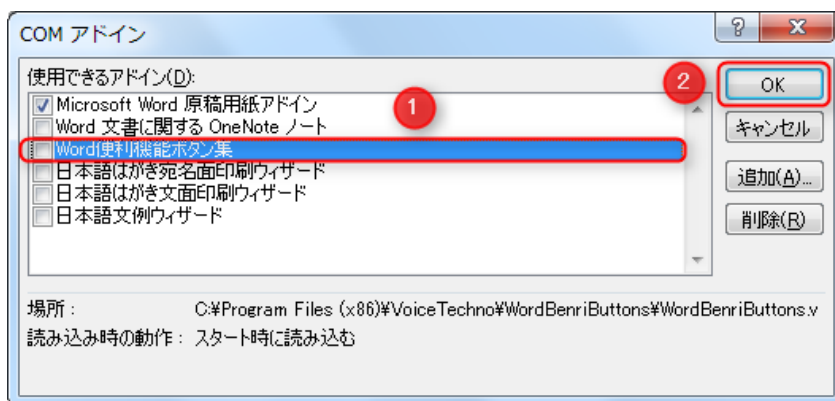 COM アドイン
使用できるアドイン(D):
Microsoft Word 原稿用紙アドイン
Word 文書に関する OneNote ノート
Word便利機能ボタン集
日本語はがき宛名面印刷ウィザード
日本語はがき文面印刷ウィザード
日本語文例ウィザード
1
2
OK
キャンセル
追加(A)...
削除(R)
場所： C:¥Program Files (x86)¥VoiceTechno¥WordBenriButtons¥WordBenriButtons.v
読み込み時の動作： スタート時に読み込む